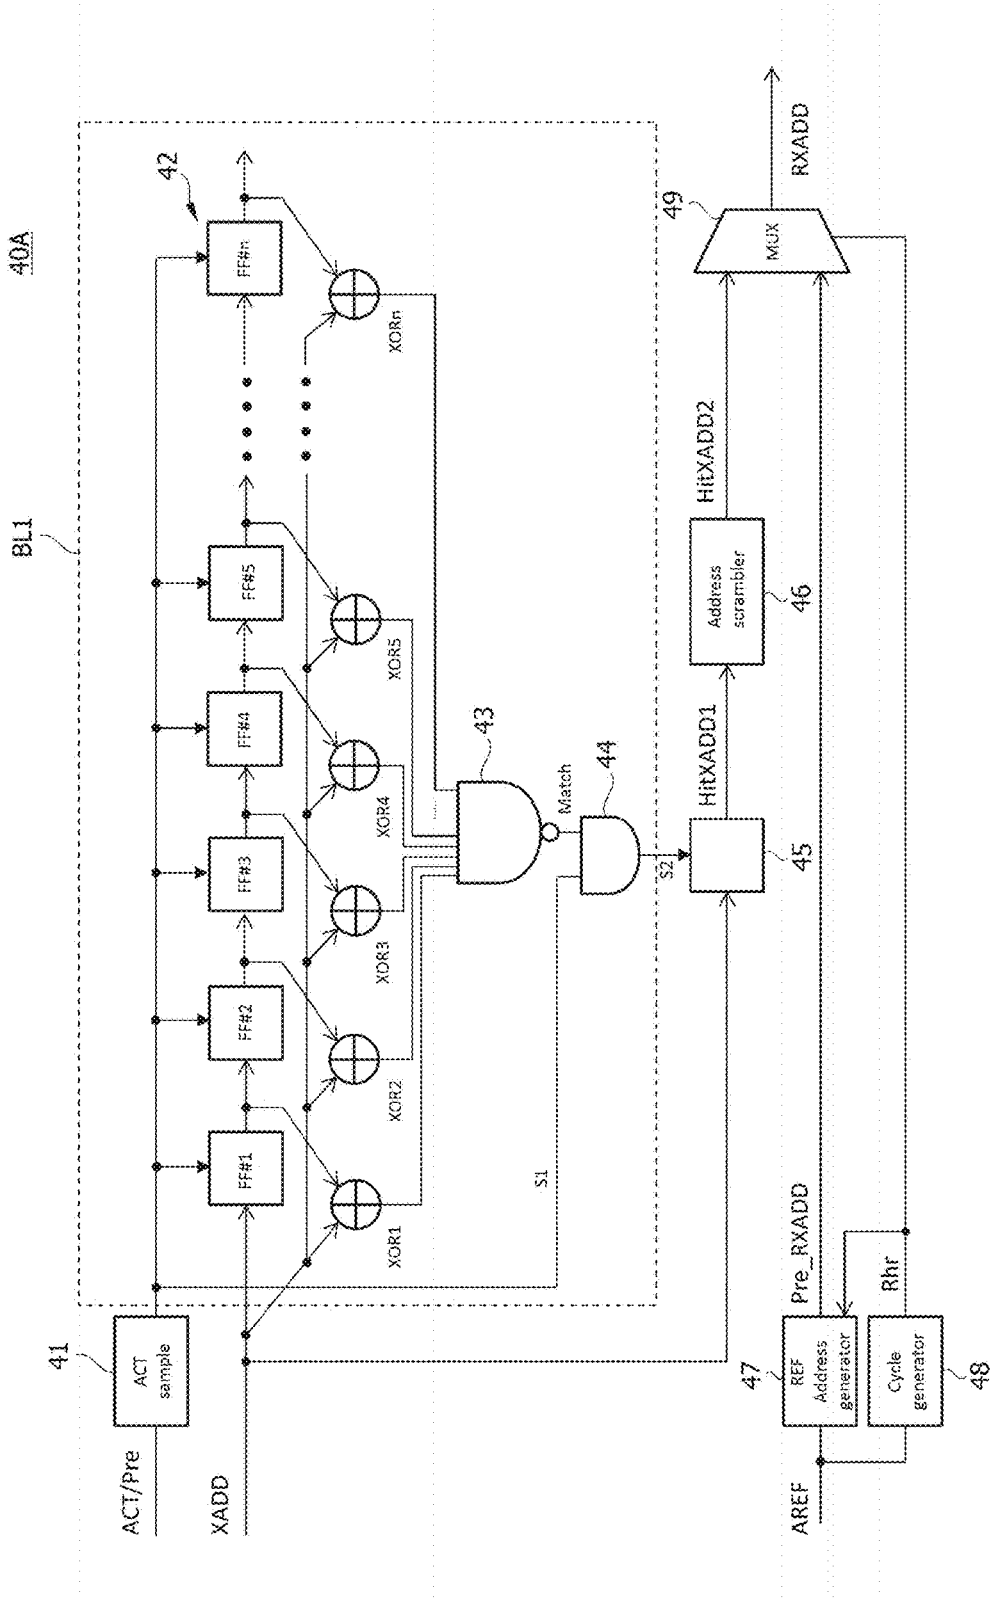 40A
BL1
42
41
ACT
sample
ACT/Pre
XADD
FF#1
FF#2
FF#3
FF#4
FF#5
FF#n
XOR1
XOR2
XOR3
XOR4
XOR5
XORn
43
Match
44
S1
S2
45
HitXADD1
Address
scrambler
46
HitXADD2
49
MUX
RXADD
47
REF
Address
generator
Pre_RXADD
AREF
Cycle
generator
48
Rhr